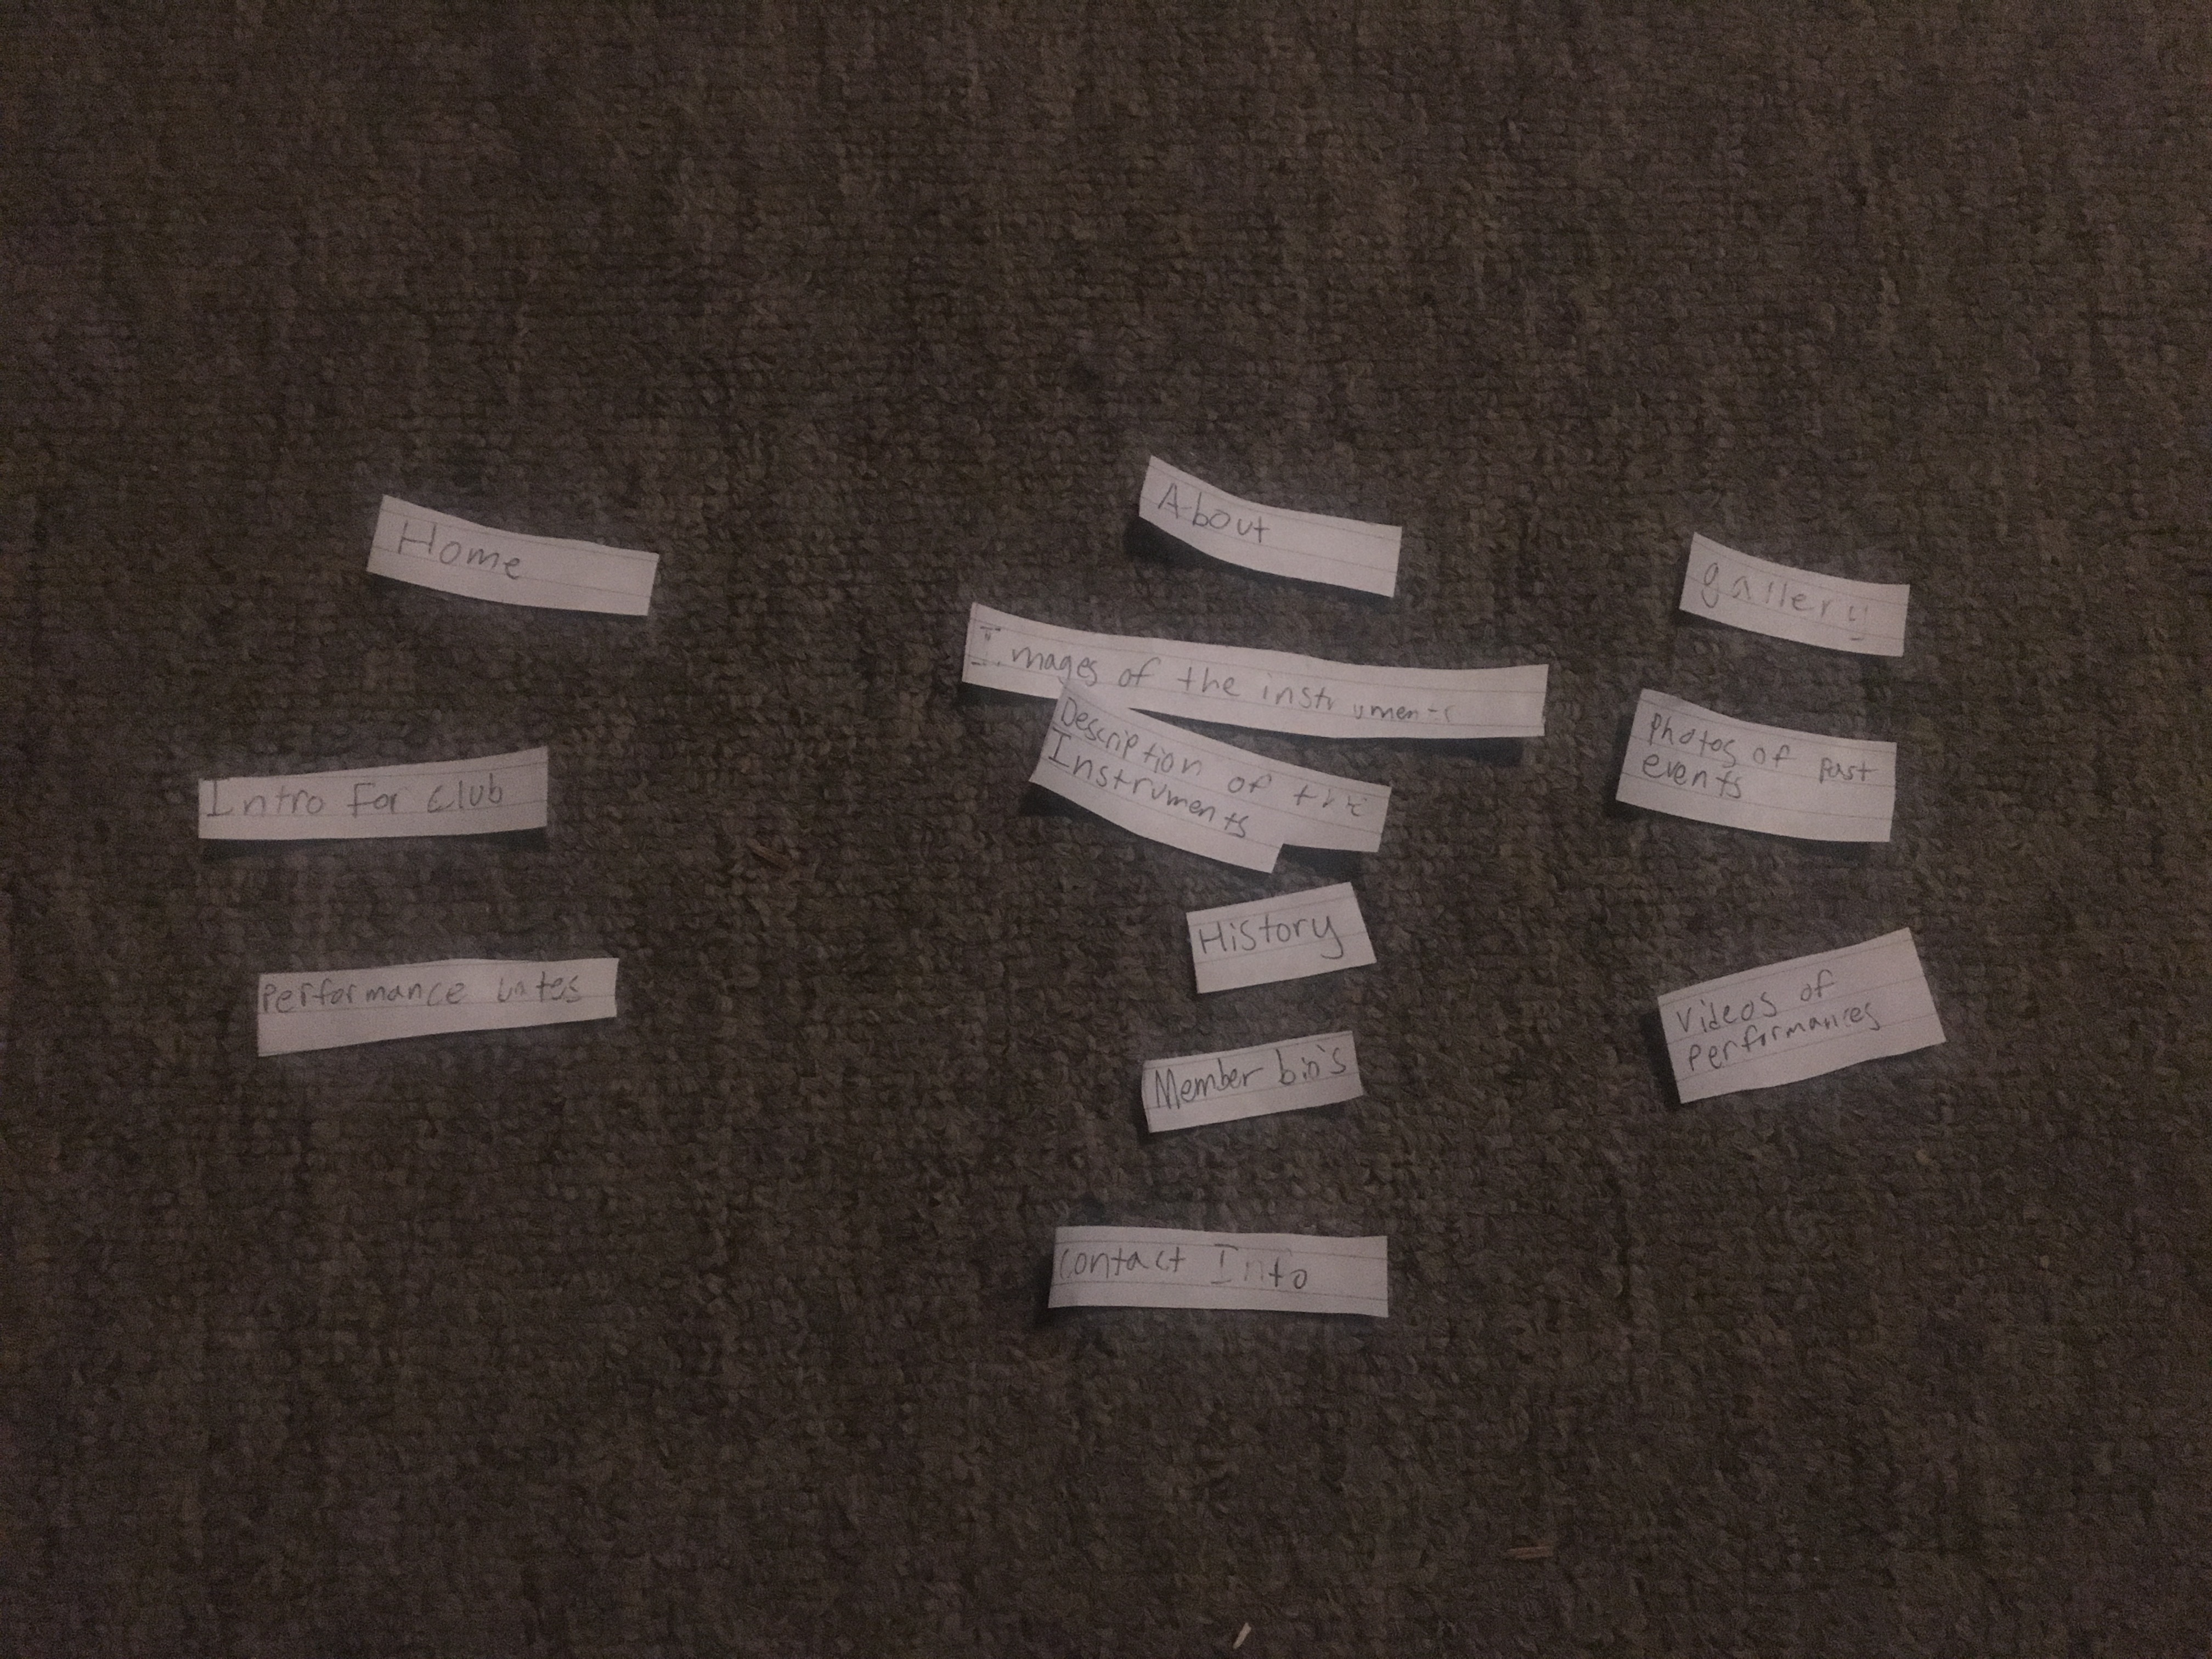 Home
Intro for club
Performance
About
Images of the instruments
Description of the
Instruments
History
Member bio's
Contact Info
gallery
Photos of past
events
Videos of
performances